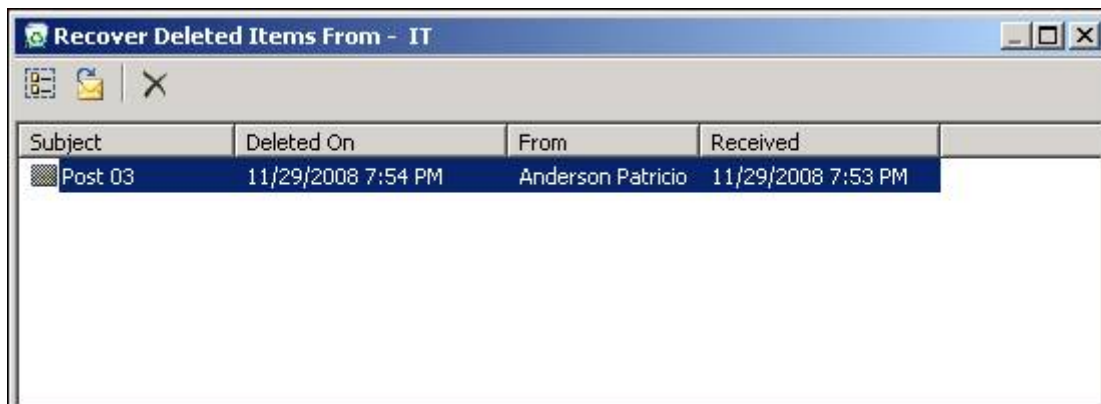 Recover Deleted Items From - IT
Subject Deleted On From Received
Post 03 11/29/2008 7:54 PM Anderson Patricio 11/29/2008 7:53 PM